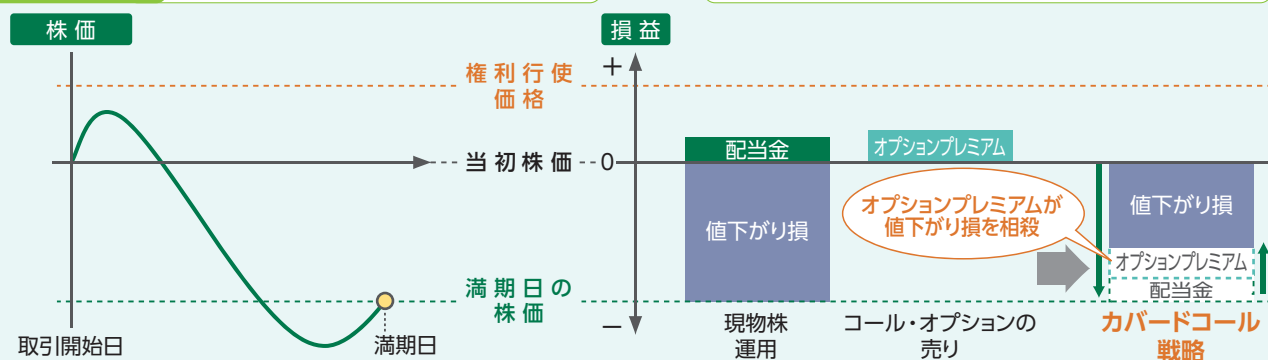 株価
損益
+
権利行使
価格
当初株価
0
配当金
オプションプレミアム
値下がり損
オプションプレミアムが
値下がり損を相殺
値下がり損
オプションプレミアム
配当金
満期日の
株価
−
取引開始日
満期日
現物株
運用
コール・オプションの
売り
カバードコール
戦略